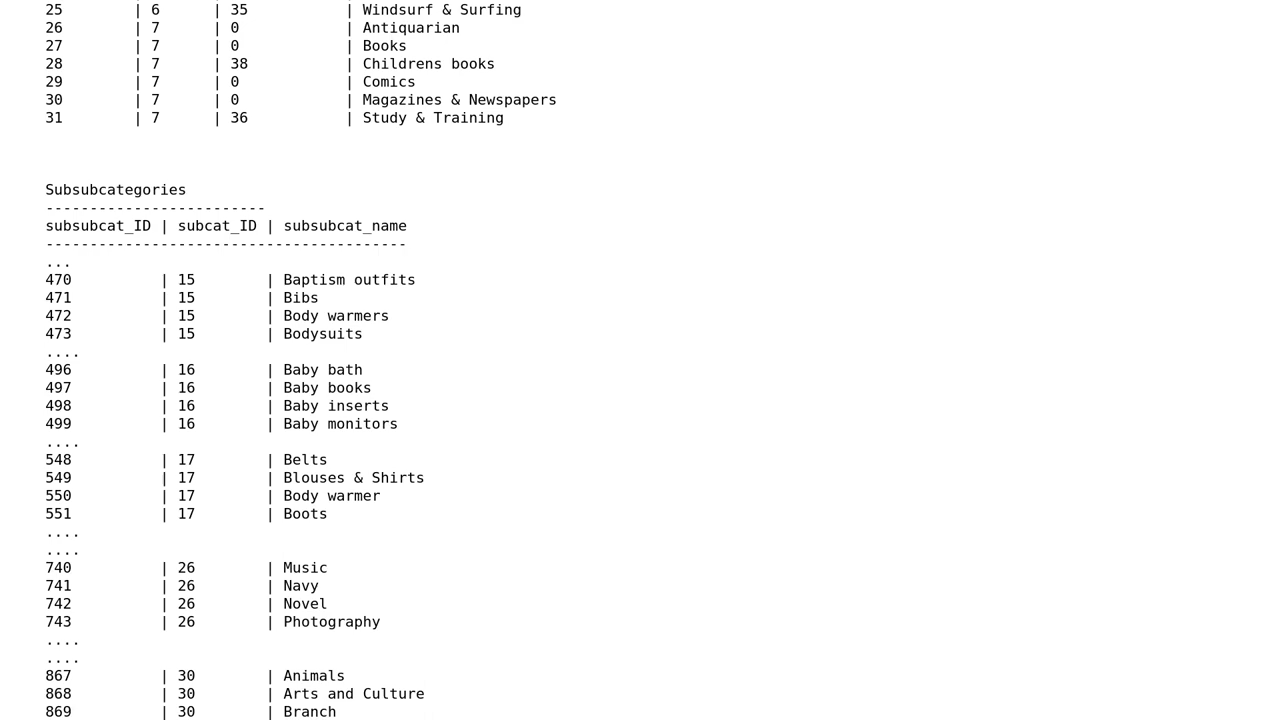 25 | 6 | 35 | Windsurf & Surfing
26 | 7 | 0 | Antiquarian
27 | 7 | 0 | Books
28 | 7 | 38 | Childrens books
29 | 7 | 0 | Comics
30 | 7 | 0 | Magazines & Newspapers
31 | 7 | 36 | Study & Training
Subsubcategories
-------------------------
subsubcat_ID | subcat_ID | subsubcat_name
-----------------------------------------
...
470 | 15 | Baptism outfits
471 | 15 | Bibs
472 | 15 | Body warmers
473 | 15 | Bodysuits
....
496 | 16 | Baby bath
497 | 16 | Baby books
498 | 16 | Baby inserts
499 | 16 | Baby monitors
....
548 | 17 | Belts
549 | 17 | Blouses & Shirts
550 | 17 | Body warmer
551 | 17 | Boots
....
....
740 | 26 | Music
741 | 26 | Navy
742 | 26 | Novel
743 | 26 | Photography
....
....
867 | 30 | Animals
868 | 30 | Arts and Culture
869 | 30 | Branch